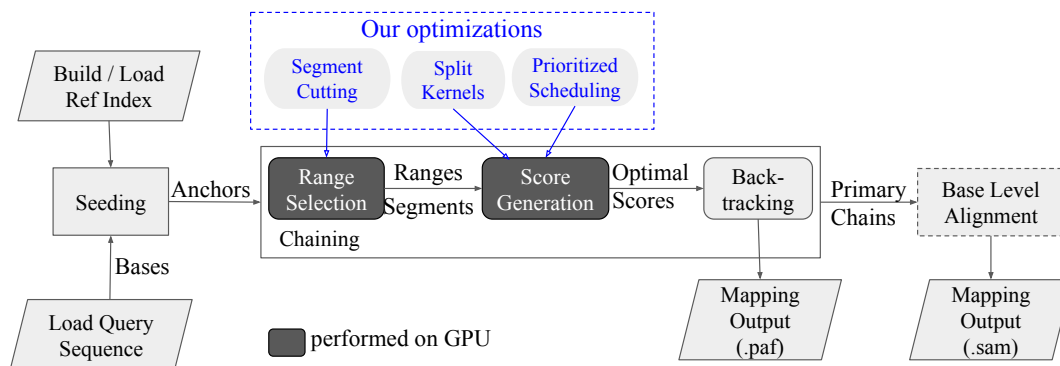 Our optimizations
Segment
Cutting
Split
Kernels
Prioritized
Scheduling
Build / Load
Ref Index
Seeding
Anchors
Bases
Load Query
Sequence
Range
Selection
Ranges
Segments
Score
Generation
Optimal
Scores
Back-
tracking
Chaining
Primary
Chains
Base Level
Alignment
Mapping
Output
(.paf)
Mapping
Output
(.sam)
performed on GPU